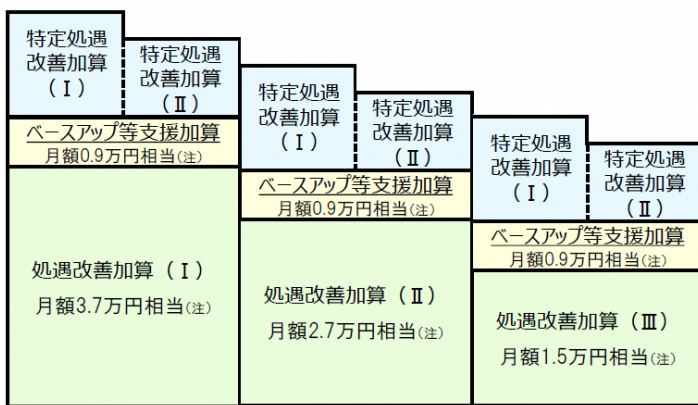 特定処遇
改善加算
(Ⅰ)
特定処遇
改善加算
(Ⅱ)
ベースアップ等支援加算
月額0.9万円相当(注)
処遇改善加算(Ⅰ)
月額3.7万円相当(注)
特定処遇
改善加算
(Ⅰ)
特定処遇
改善加算
(Ⅱ)
ベースアップ等支援加算
月額0.9万円相当(注)
処遇改善加算(Ⅱ)
月額2.7万円相当(注)
特定処遇
改善加算
(Ⅰ)
特定処遇
改善加算
(Ⅱ)
ベースアップ等支援加算
月額0.9万円相当(注)
処遇改善加算(Ⅲ)
月額1.5万円相当(注)